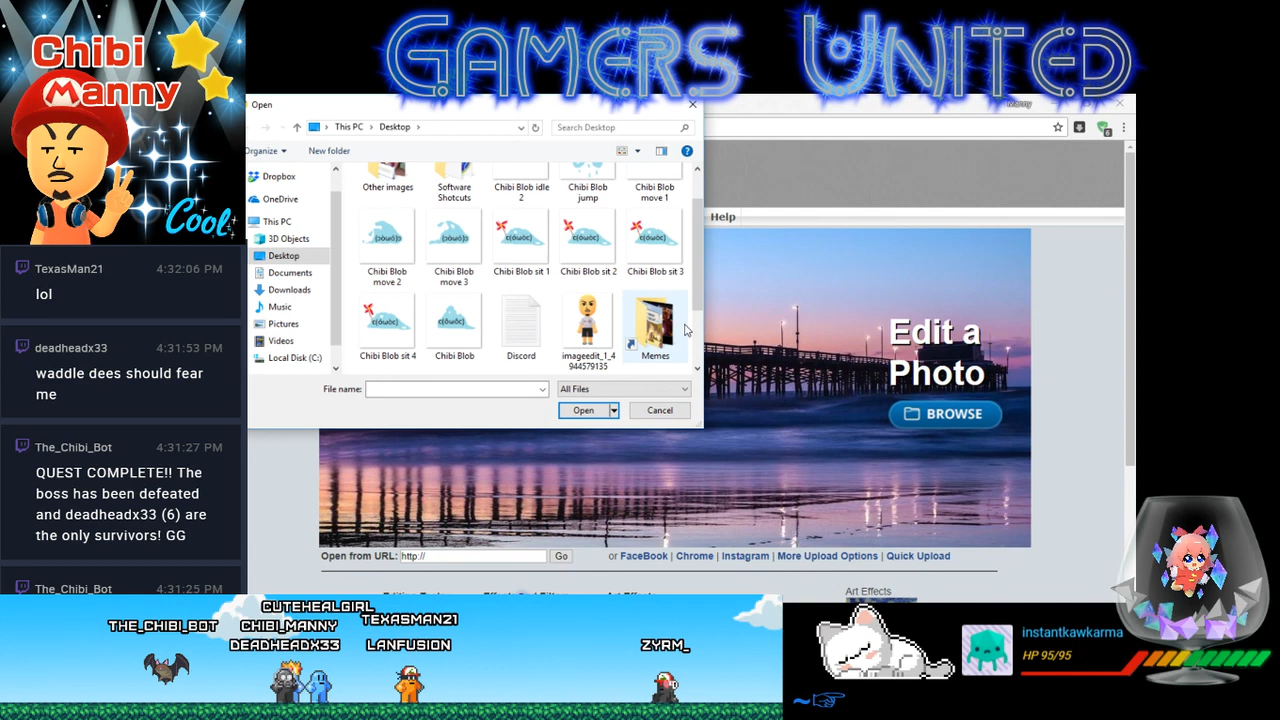 Gamers United
Chibi
Manny
Cool
TexasMan21 4:32:06 PM
lol
deadheadx33 4:31:53 PM
waddle dees should fear
me
The_Chibi_Bot 4:31:27 PM
QUEST COMPLETE!! The
boss has been defeated
and deadheadx33 (6) are
the only survivors! GG
The_Chibi_Bot 4:31:25 PM
Open
This PC Desktop
Search Desktop
Organize New folder
Dropbox
OneDrive
This PC
3D Objects
Desktop
Documents
Downloads
Music
Pictures
Videos
Local Disk (C:)
Other images
Software
Shotcuts
Chibi Blob idle
2
Chibi Blob
jump
Chibi Blob
move 1
Chibi Blob
move 2
Chibi Blob
move 3
Chibi Blob sit 1
Chibi Blob sit 2
Chibi Blob sit 3
Chibi Blob sit 4
Chibi Blob
Discord
imageedit_1_4
944579135
Memes
File name:
All Files
Open
Cancel
Manny
6
Help
Edit a
Photo
BROWSE
Open from URL: http:// Go or FaceBook | Chrome | Instagram | More Upload Options | Quick Upload
Art Effects
THE_CHIBI_BOT
CUTEHEALGIRL
CHIBI_MANNY
DEADHEADX33
TEXASMAN21
LANFUSION
ZYRM_
instantkawkarma
HP 95/95